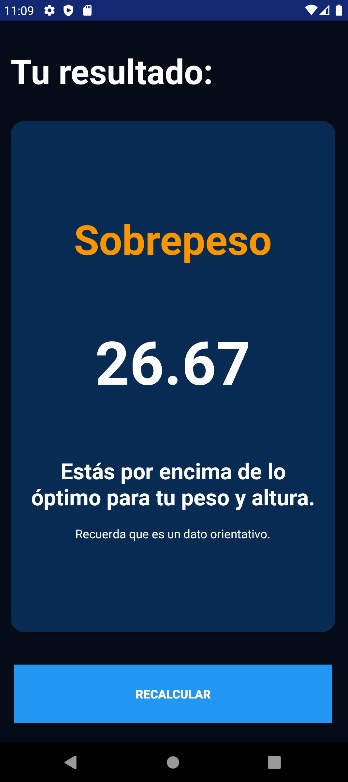 11:09
Tu resultado:
Sobrepeso
26.67
Estás por encima de lo
óptimo para tu peso y altura.
Recuerda que es un dato orientativo.
RECALCULAR